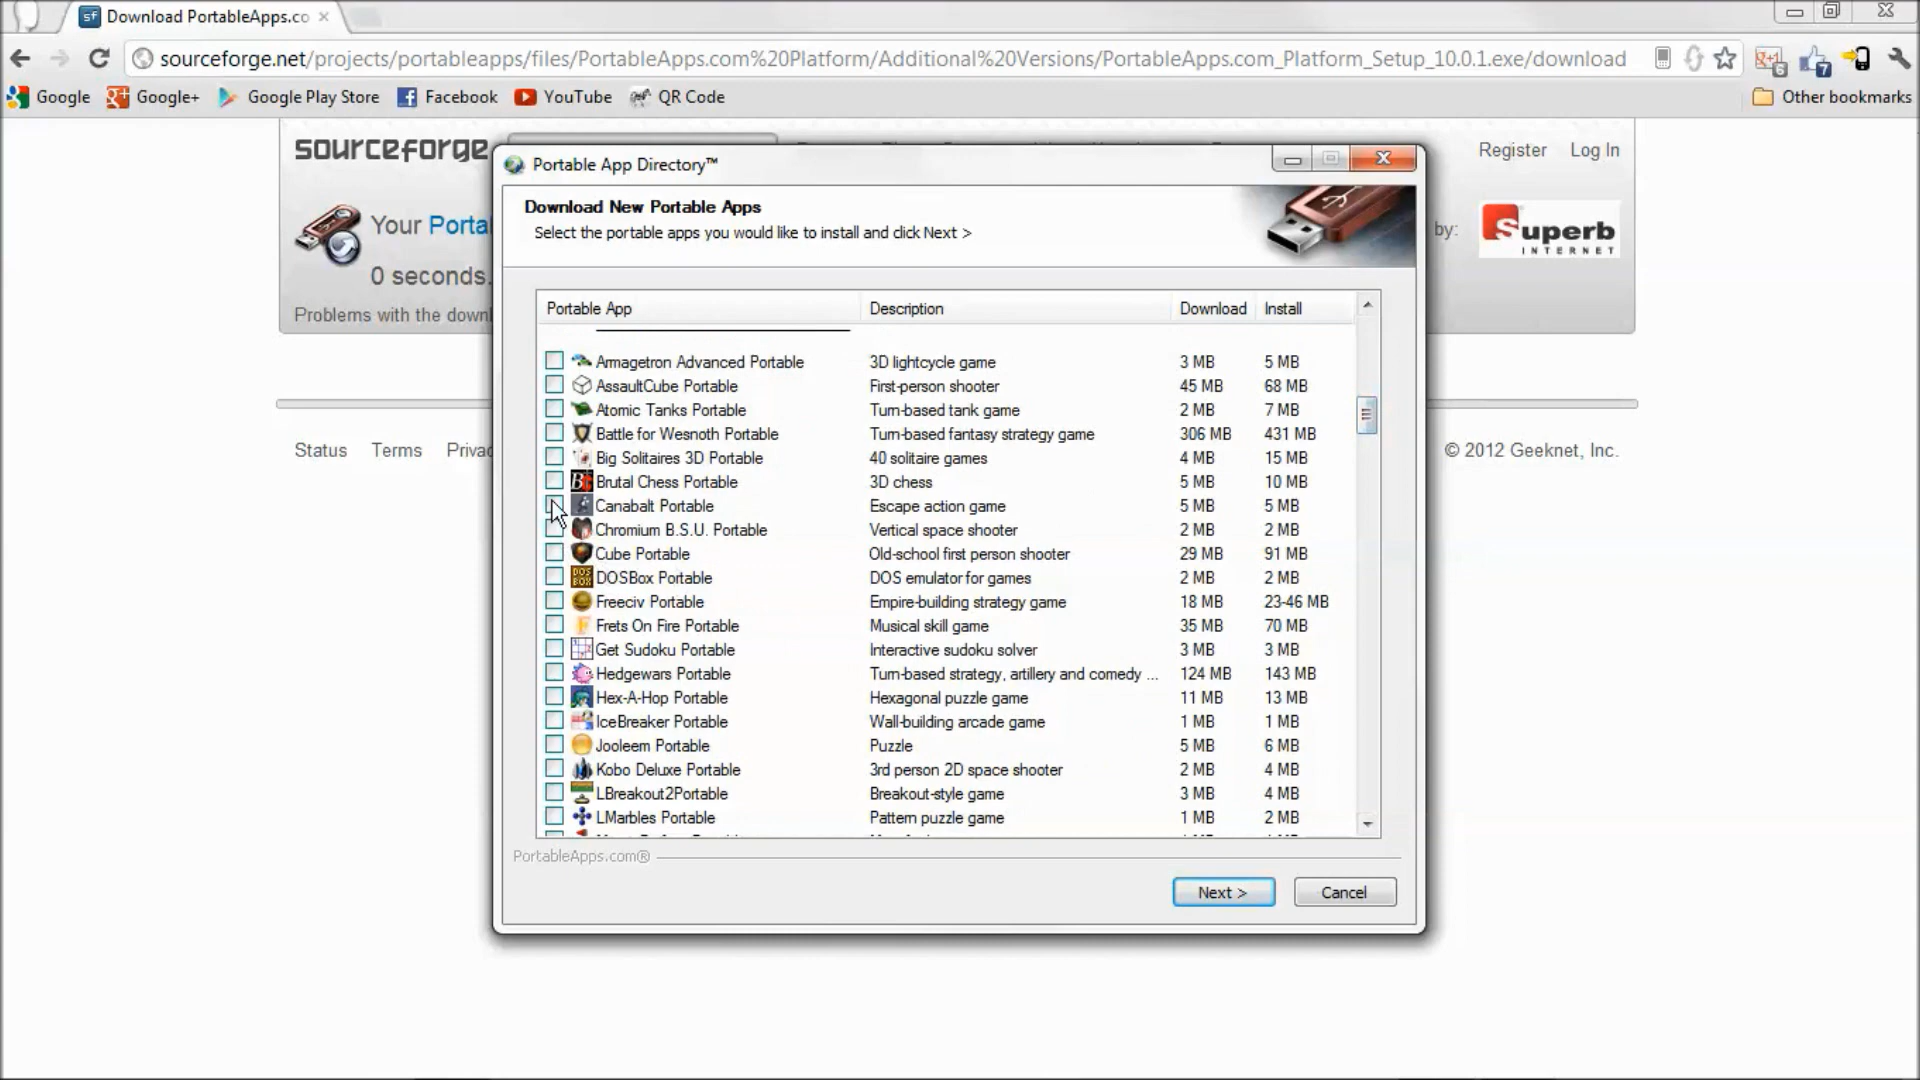 Download PortableApps.co
sourceforge.net/projects/portableapps/files/PortableApps.com%20Platform/Additional%20Versions/PortableApps.com_Platform_Setup_10.0.1.exe/download
6
7
Google
Google+
Google Play Store
Facebook
YouTube
QR Code
Other bookmarks
sourceforge
Register
Log In
Portable App Directory™
Download New Portable Apps
Select the portable apps you would like to install and click Next >
Your Porta
by:
Superb
INTERNET
0 seconds.
Problems with the downl
Portable App Description Download Install
Armagetron Advanced Portable 3D lightcycle game 3 MB 5 MB
AssaultCube Portable First-person shooter 45 MB 68 MB
Atomic Tanks Portable Turn-based tank game 2 MB 7 MB
Battle for Wesnoth Portable Turn-based fantasy strategy game 306 MB 431 MB
Big Solitaires 3D Portable 40 solitaire games 4 MB 15 MB
Brutal Chess Portable 3D chess 5 MB 10 MB
Canabalt Portable Escape action game 5 MB 5 MB
Chromium B.S.U. Portable Vertical space shooter 2 MB 2 MB
Cube Portable Old-school first person shooter 29 MB 91 MB
DOSBox Portable DOS emulator for games 2 MB 2 MB
Freeciv Portable Empire-building strategy game 18 MB 23-46 MB
Frets On Fire Portable Musical skill game 35 MB 70 MB
Get Sudoku Portable Interactive sudoku solver 3 MB 3 MB
Hedgewars Portable Turn-based strategy, artillery and comedy ... 124 MB 143 MB
Hex-A-Hop Portable Hexagonal puzzle game 11 MB 13 MB
IceBreaker Portable Wall-building arcade game 1 MB 1 MB
Jooleem Portable Puzzle 5 MB 6 MB
Kobo Deluxe Portable 3rd person 2D space shooter 2 MB 4 MB
LBreakout2Portable Breakout-style game 3 MB 4 MB
LMarbles Portable Pattern puzzle game 1 MB 2 MB
PortableApps.com®
Next >
Cancel
Status
Terms
Privac
© 2012 Geeknet, Inc.